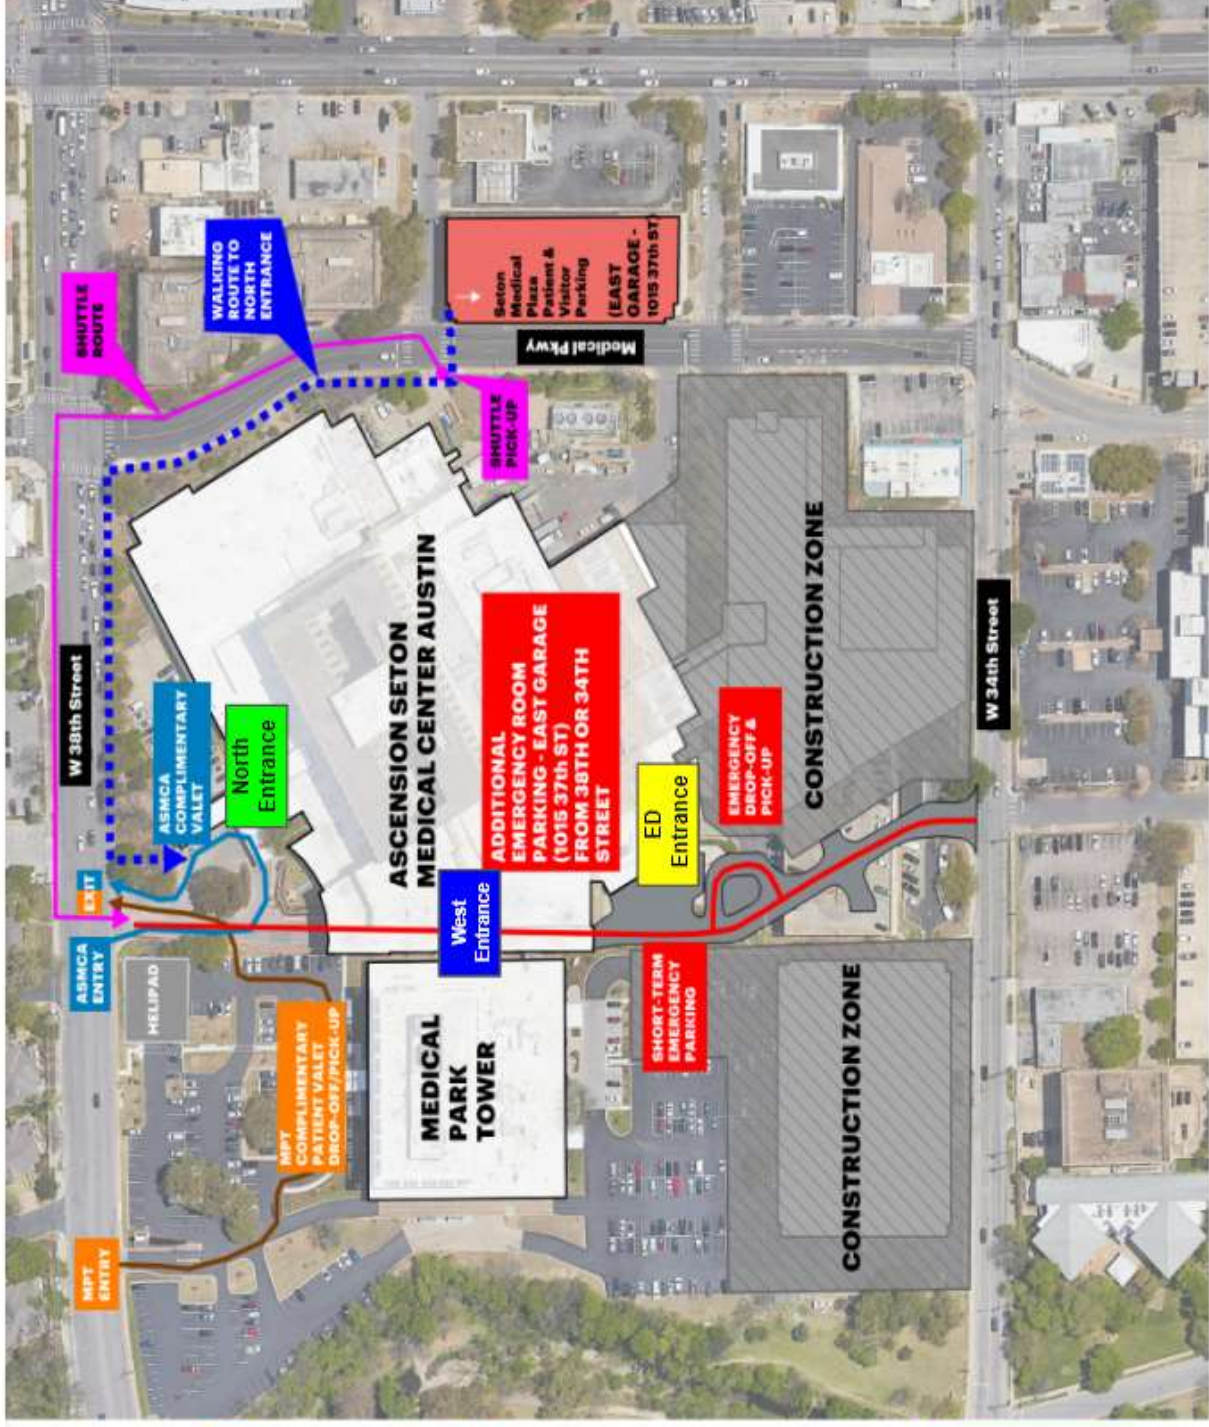 MPT
ENTRY
ASMCA
ENTRY
EXIT
W 38th Street
SHUTTLE
ROUTE
HELIPAD
ASMCA
COMPLIMENTARY
VALET
WALKING
ROUTE TO
NORTH
ENTRANCE
North
Entrance
MPT
COMPLIMENTARY
PATIENT VALET
DROP-OFF/PICK-UP
ASCENSION SETON
MEDICAL CENTER AUSTIN
MEDICAL
PARK
TOWER
West
Entrance
SHUTTLE
PICK-UP
ADDITIONAL
EMERGENCY ROOM
PARKING - EAST GARAGE
(1015 37th ST)
FROM 38TH OR 34TH
STREET
Medical Pkwy
Seton
Medical
Plaza
Patient &
Visitor
Parking
(EAST
GARAGE -
1015 37th ST)
ED
Entrance
SHORT-TERM
EMERGENCY
PARKING
EMERGENCY
DROP-OFF &
PICK-UP
CONSTRUCTION ZONE
CONSTRUCTION ZONE
W 34th Street